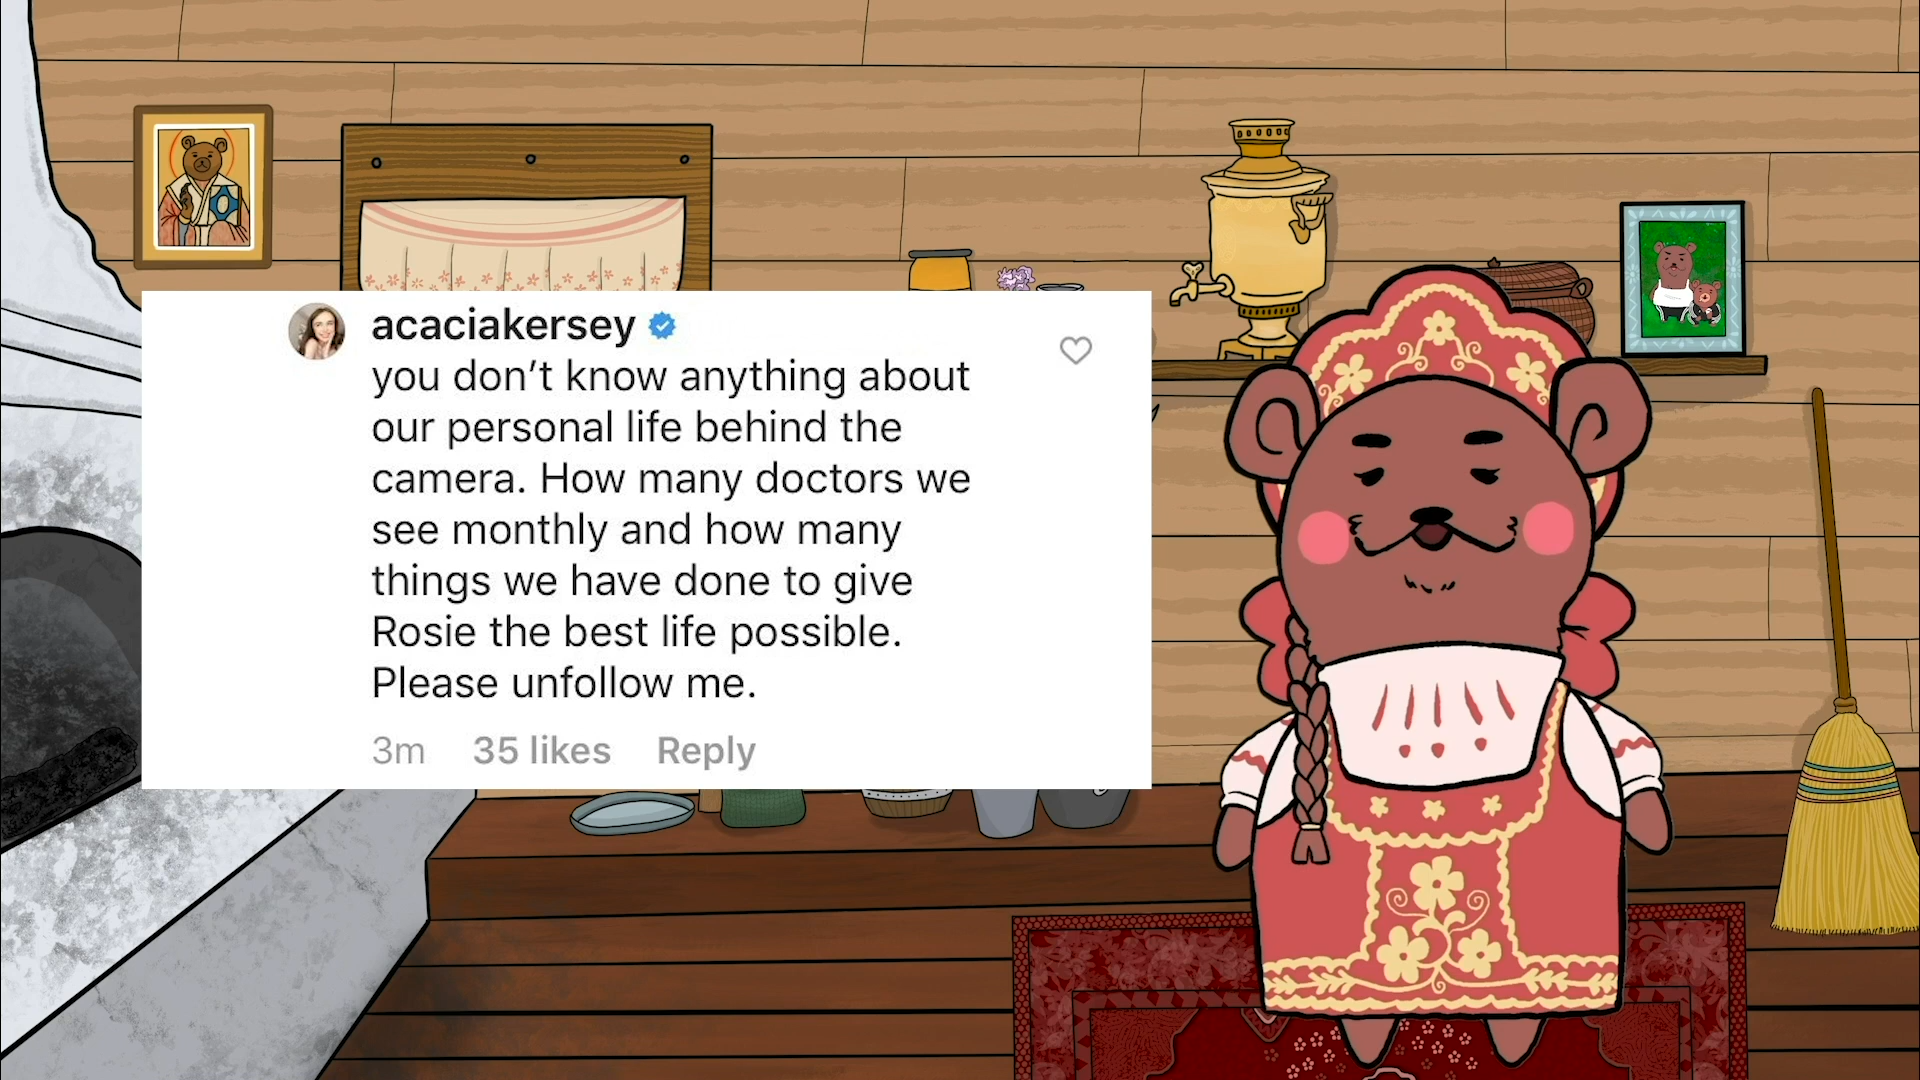 acaciakersey
you don’t know anything about
our personal life behind the
camera. How many doctors we
see monthly and how many
things we have done to give
Rosie the best life possible.
Please unfollow me.
3m 35 likes Reply